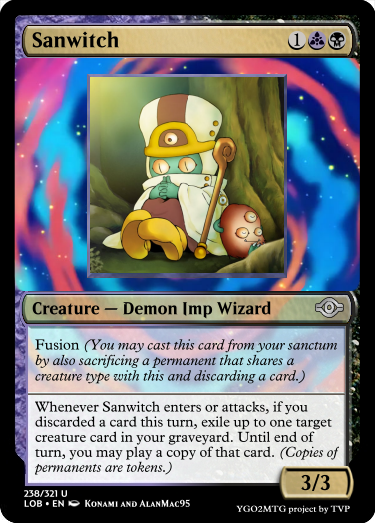 Sanwitch
1
Creature — Demon Imp Wizard
Fusion (You may cast this card from your sanctum
by also sacrificing a permanent that shares a
creature type with this and discarding a card.)
Whenever Sanwitch enters or attacks, if you
discarded a card this turn, exile up to one target
creature card in your graveyard. Until end of
turn, you may play a copy of that card. (Copies of
permanents are tokens.)
3/3
238/321 U
LOB • EN Konami and AlanMac95
YGO2MTG project by TVP